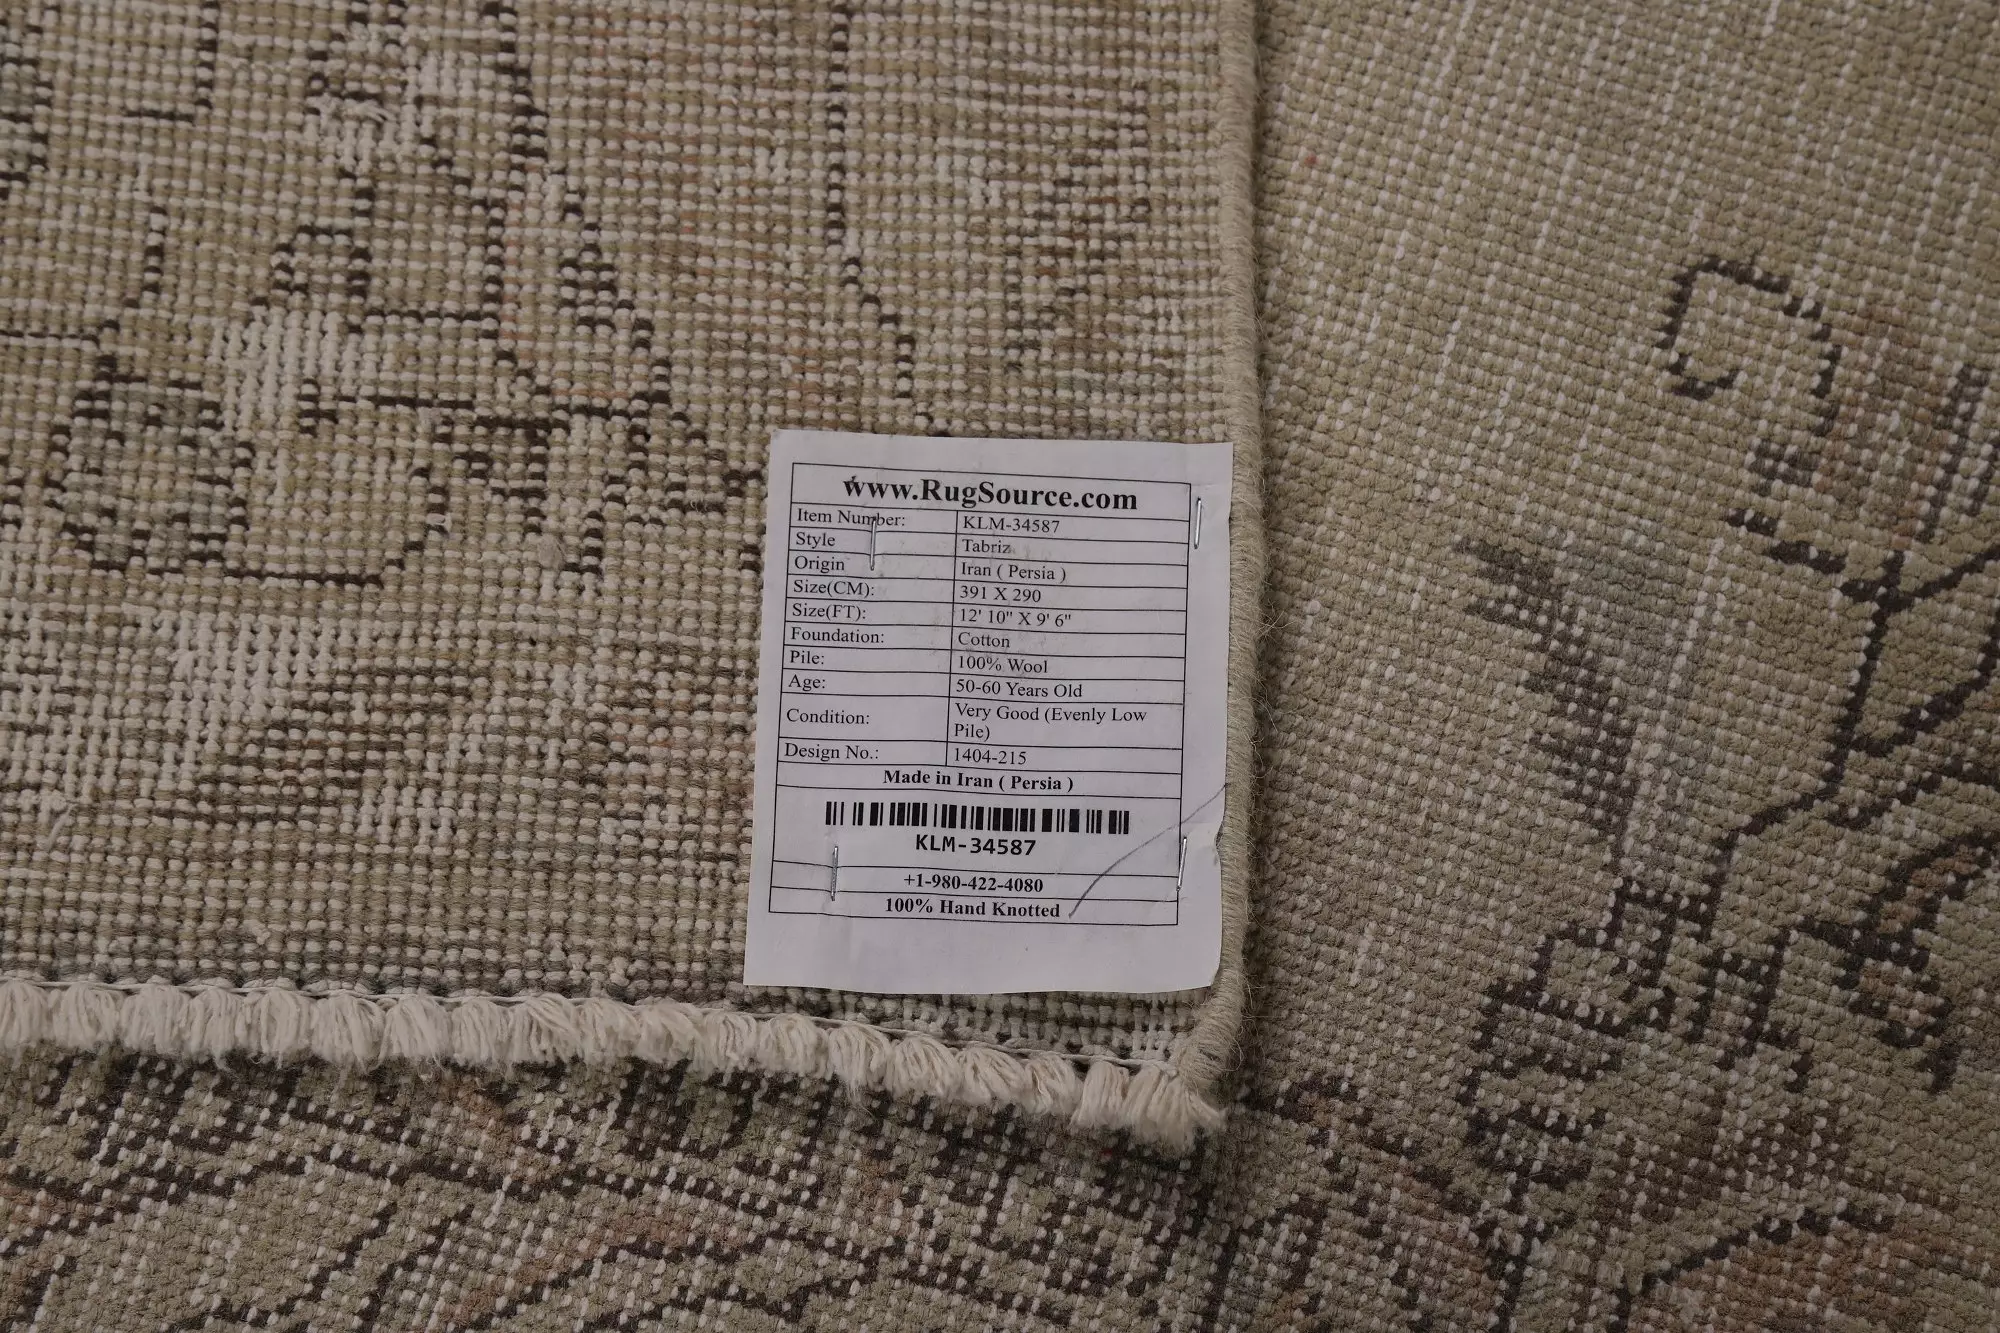 www.RugSource.com
Item Number: KLM-34587
Style Tabriz
Origin Iran ( Persia )
Size(CM): 391 X 290
Size(FT): 12' 10" X 9' 6"
Foundation: Cotton
Pile: 100% Wool
Age: 50-60 Years Old
Condition: Very Good (Evenly Low
Pile)
Design No.: 1404-215
Made in Iran ( Persia )
KLM-34587
+1-980-422-4080
100% Hand Knotted